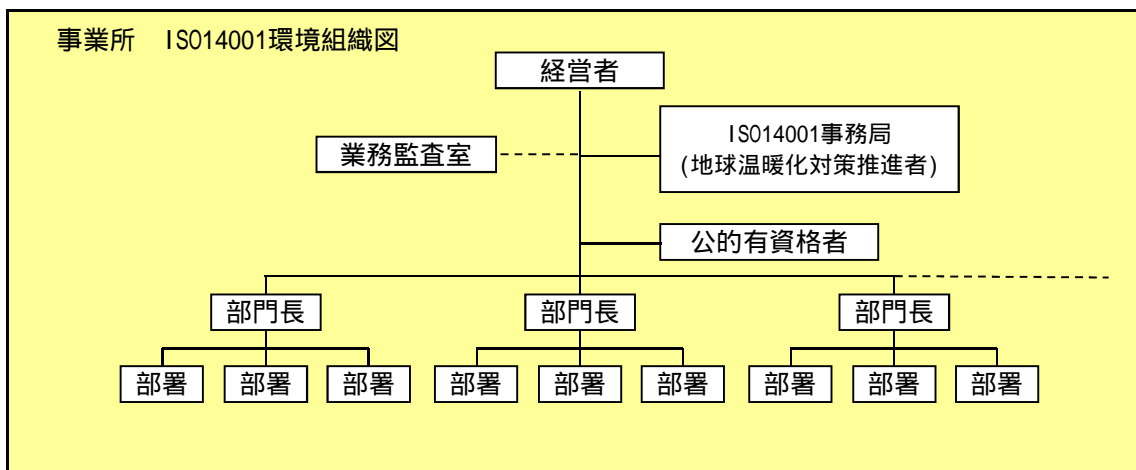 事業所　ISO14001環境組織図
経営者
ISO14001事務局
(地球温暖化対策推進者)
業務監査室
公的有資格者
部門長 部門長 部門長
部署 部署 部署 部署 部署 部署 部署 部署 部署